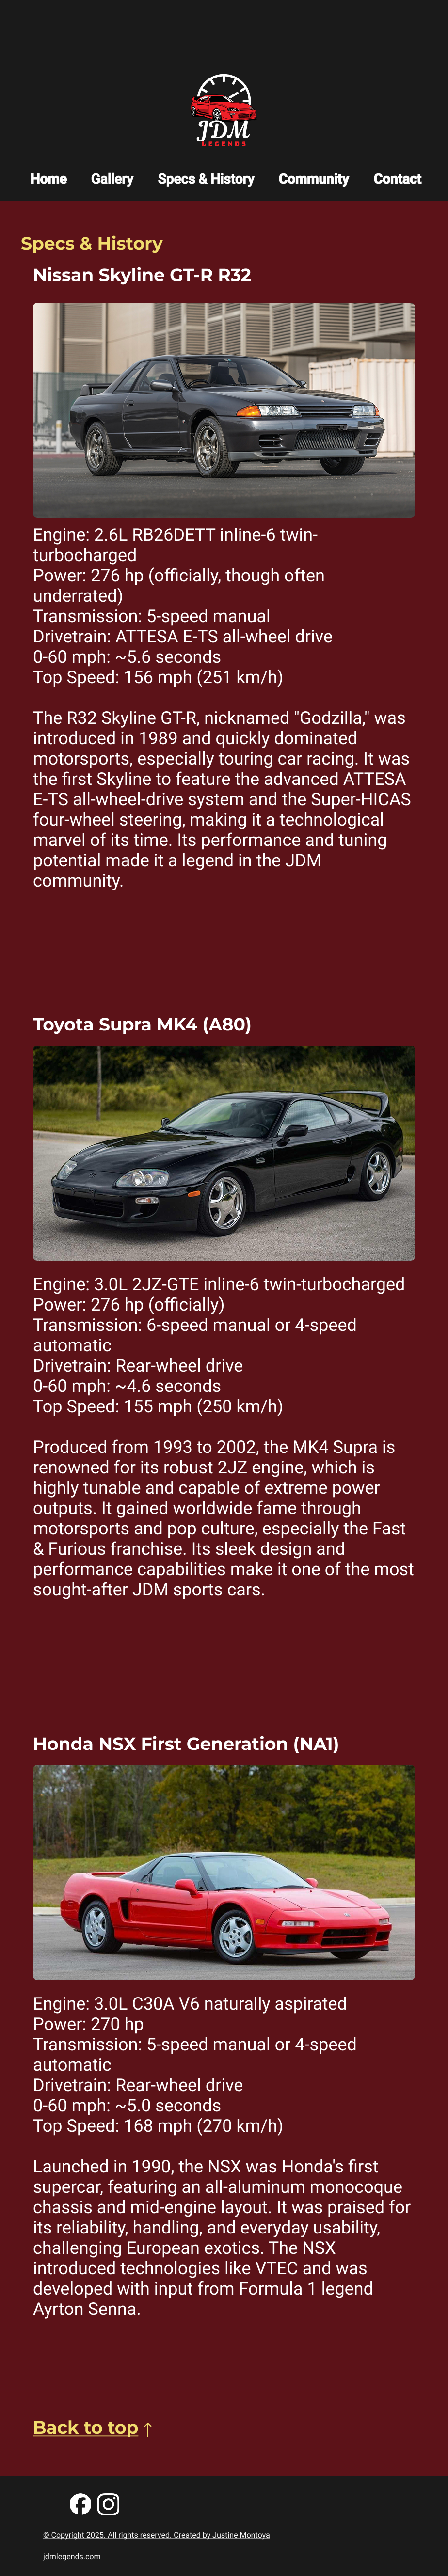 JDM
LEGENDS
Home Gallery Specs & History Community Contact
Specs & History
Nissan Skyline GT-R R32
Engine: 2.6L RB26DETT inline-6 twin-
turbocharged
Power: 276 hp (officially, though often
underrated)
Transmission: 5-speed manual
Drivetrain: ATTESA E-TS all-wheel drive
0-60 mph: ~5.6 seconds
Top Speed: 156 mph (251 km/h)
The R32 Skyline GT-R, nicknamed "Godzilla," was
introduced in 1989 and quickly dominated
motorsports, especially touring car racing. It was
the first Skyline to feature the advanced ATTESA
E-TS all-wheel-drive system and the Super-HICAS
four-wheel steering, making it a technological
marvel of its time. Its performance and tuning
potential made it a legend in the JDM
community.
Toyota Supra MK4 (A80)
Engine: 3.0L 2JZ-GTE inline-6 twin-turbocharged
Power: 276 hp (officially)
Transmission: 6-speed manual or 4-speed
automatic
Drivetrain: Rear-wheel drive
0-60 mph: ~4.6 seconds
Top Speed: 155 mph (250 km/h)
Produced from 1993 to 2002, the MK4 Supra is
renowned for its robust 2JZ engine, which is
highly tunable and capable of extreme power
outputs. It gained worldwide fame through
motorsports and pop culture, especially the Fast
& Furious franchise. Its sleek design and
performance capabilities make it one of the most
sought-after JDM sports cars.
Honda NSX First Generation (NA1)
Engine: 3.0L C30A V6 naturally aspirated
Power: 270 hp
Transmission: 5-speed manual or 4-speed
automatic
Drivetrain: Rear-wheel drive
0-60 mph: ~5.0 seconds
Top Speed: 168 mph (270 km/h)
Launched in 1990, the NSX was Honda's first
supercar, featuring an all-aluminum monocoque
chassis and mid-engine layout. It was praised for
its reliability, handling, and everyday usability,
challenging European exotics. The NSX
introduced technologies like VTEC and was
developed with input from Formula 1 legend
Ayrton Senna.
Back to top ↑
© Copyright 2025. All rights reserved. Created by Justine Montoya
jdmlegends.com